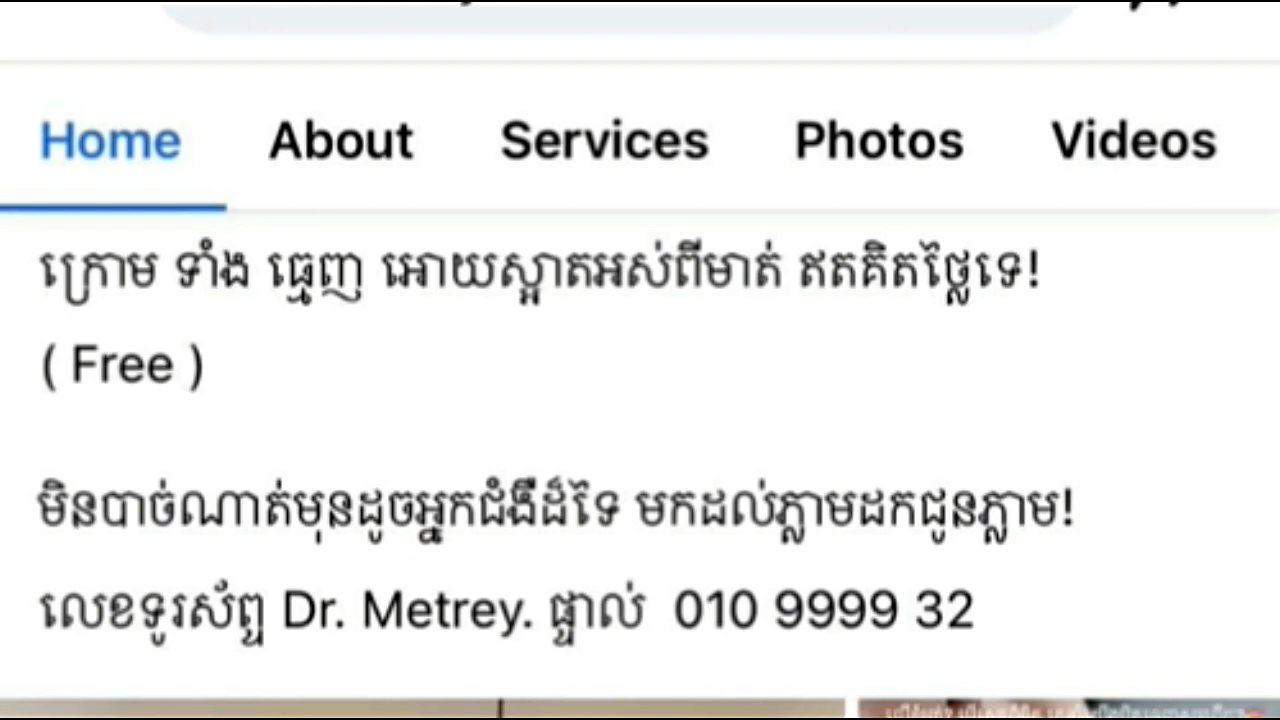 Home About Services Photos Videos
ក្រោម ទាំង ធ្មេញ អោយស្អាតអស់ពីមាត់ ឥតគិតថ្លៃទេ!
( Free )
មិនបាច់ណាត់មុនដូចអ្នកជំងឺដ៏ទៃ មកដល់ភ្លាមដកជូនភ្លាម!
លេខទូរស័ព្ឋ Dr. Metrey. ផ្ទាល់ 010 9999 32